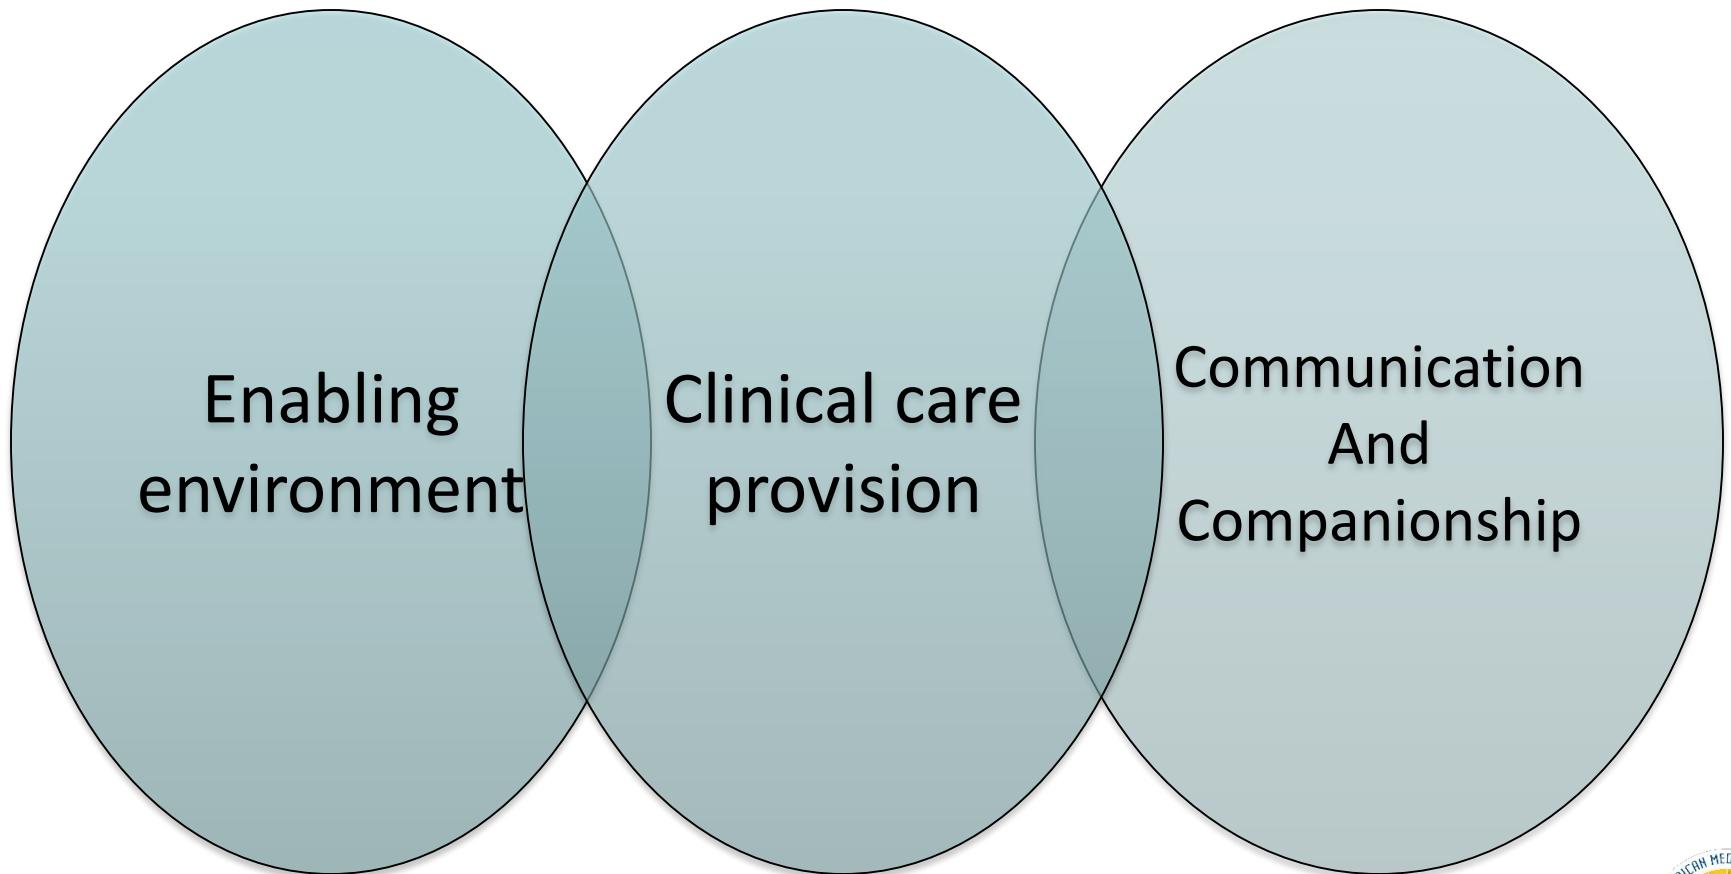 Enabling
environment
Clinical care
provision
Communication
And
Companionship